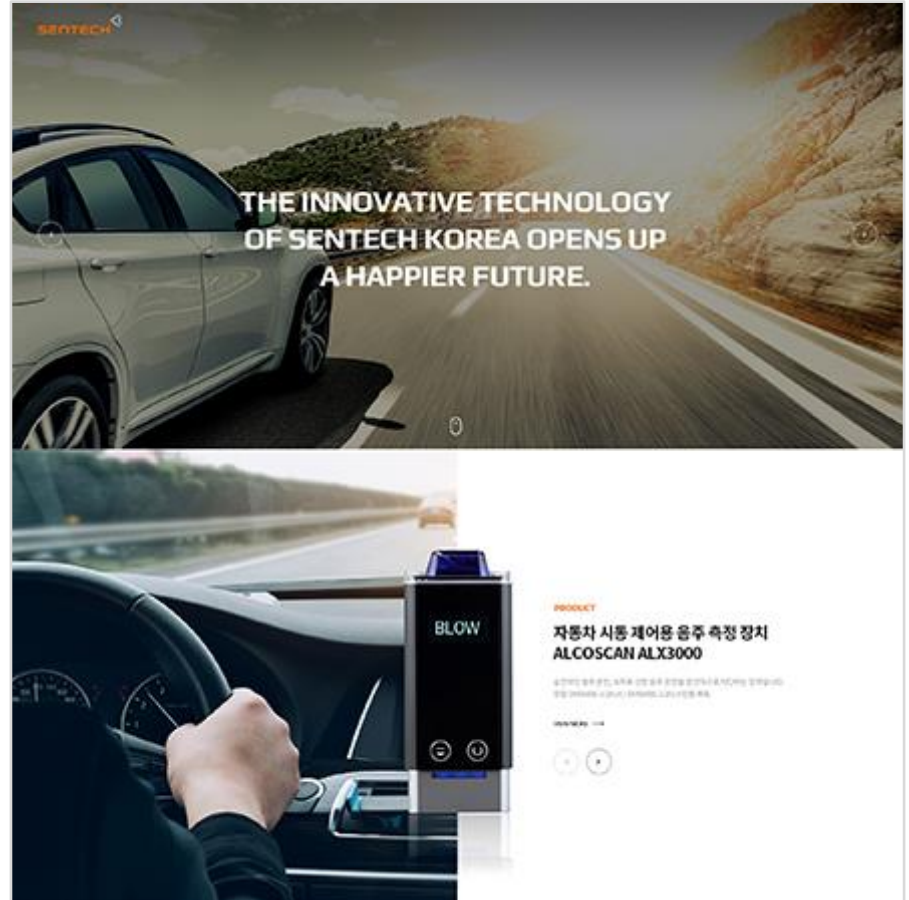 SENTECH
THE INNOVATIVE TECHNOLOGY
OF SENTECH KOREA OPENS UP
A HAPPIER FUTURE.
BLOW
PRODUCT
자동차 시동 제어용 음주 측정 장치
ALCOSCAN ALX3000